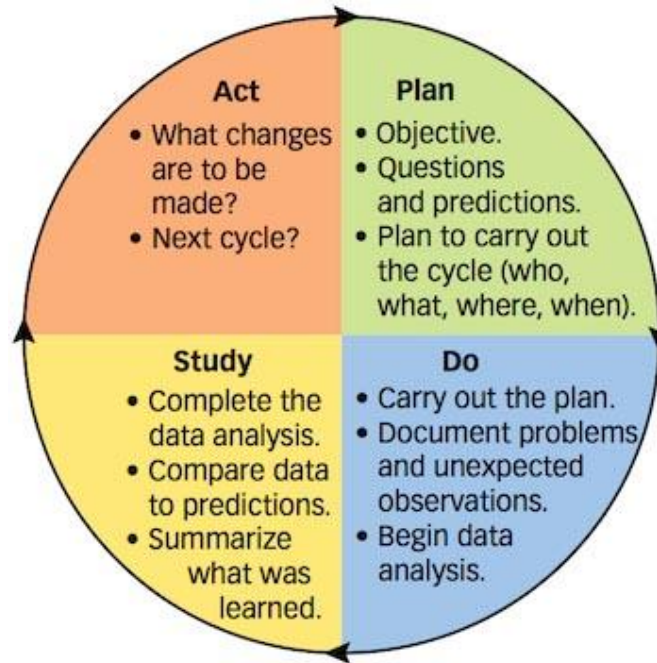 Act
• What changes
are to be
made?
• Next cycle?
Plan
• Objective.
• Questions
and predictions.
• Plan to carry out
the cycle (who,
what, where, when).
Study
• Complete the
data analysis.
• Compare data
to predictions.
• Summarize
what was
learned.
Do
• Carry out the plan.
• Document problems
and unexpected
observations.
• Begin data
analysis.